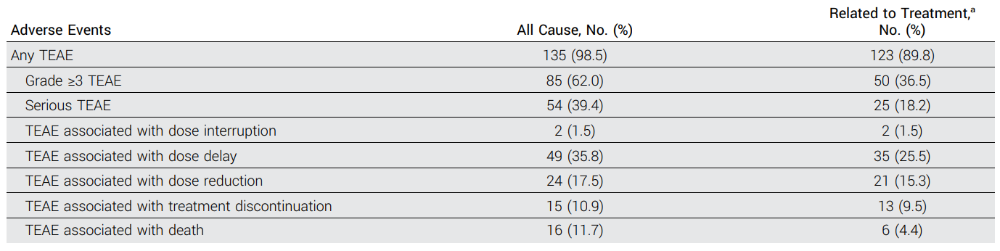 Adverse Events All Cause, No. (%) Related to Treatment,ᵃ No. (%)
Any TEAE 135 (98.5) 123 (89.8)
Grade ≥3 TEAE 85 (62.0) 50 (36.5)
Serious TEAE 54 (39.4) 25 (18.2)
TEAE associated with dose interruption 2 (1.5) 2 (1.5)
TEAE associated with dose delay 49 (35.8) 35 (25.5)
TEAE associated with dose reduction 24 (17.5) 21 (15.3)
TEAE associated with treatment discontinuation 15 (10.9) 13 (9.5)
TEAE associated with death 16 (11.7) 6 (4.4)